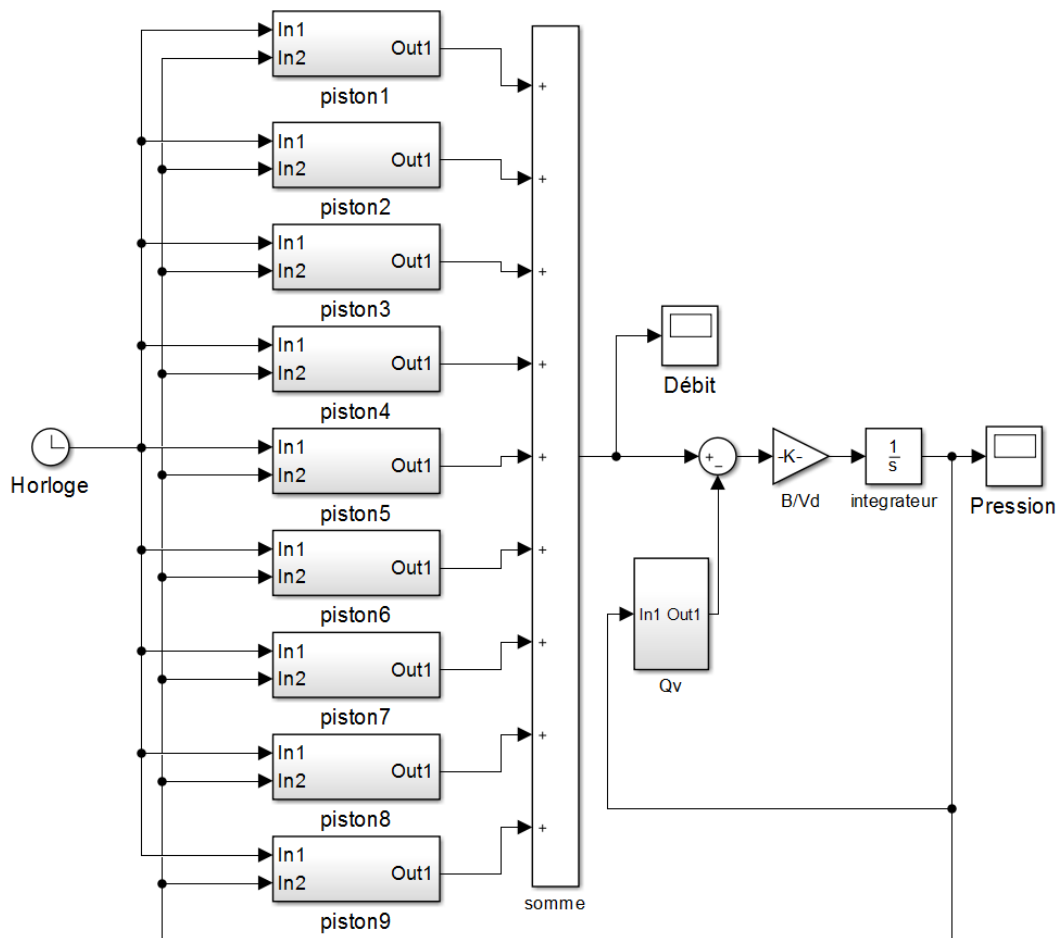 In1
In2
Out1
piston1
In1
In2
Out1
piston2
In1
In2
Out1
piston3
In1
In2
Out1
piston4
In1
In2
Out1
piston5
In1
In2
Out1
piston6
In1
In2
Out1
piston7
In1
In2
Out1
piston8
In1
In2
Out1
piston9
Horloge
+
+
+
+
+
+
+
+
+
somme
Débit
+
−
-K-
B/Vd
1
s
integrateur
Pression
In1 Out1
Qv